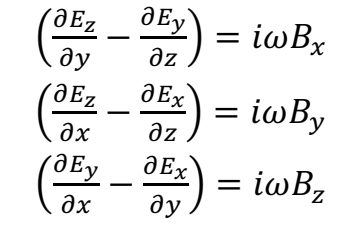 (∂E_z/∂y − ∂E_y/∂z) = iωB_x
(∂E_z/∂x − ∂E_x/∂z) = iωB_y
(∂E_y/∂x − ∂E_x/∂y) = iωB_z